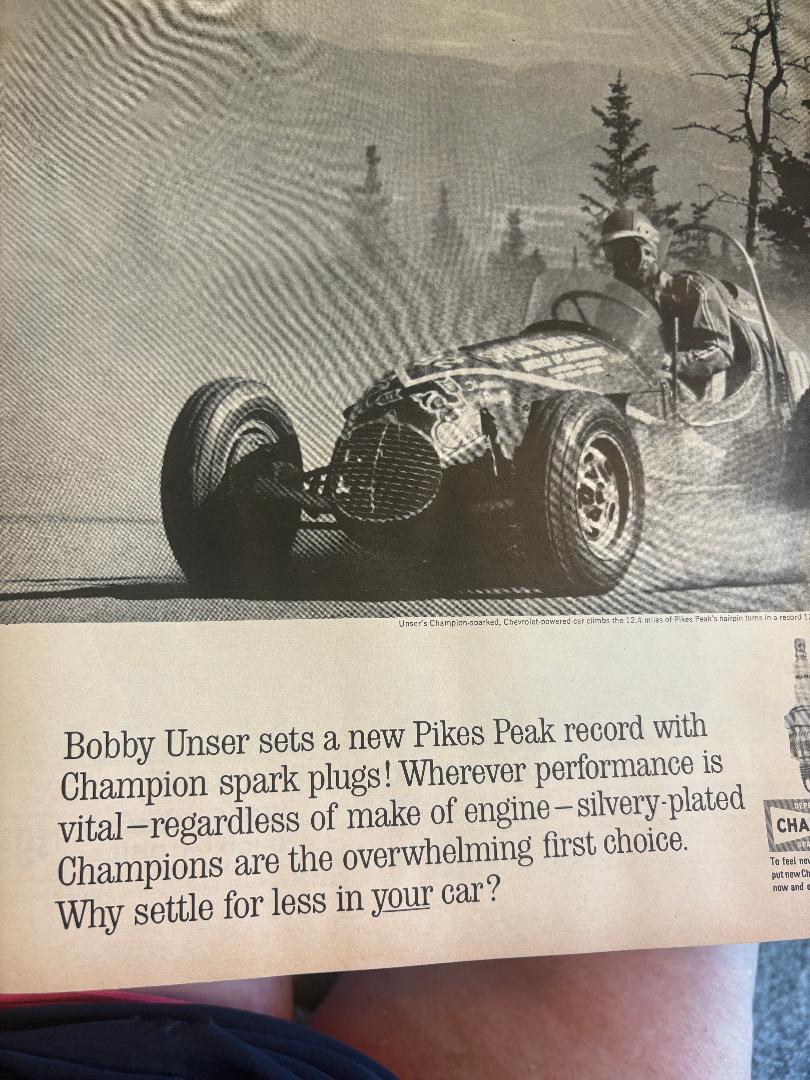 Unser's Champion-sparked, Chevrolet-powered car climbs the 12.4 miles of Pikes Peak's hairpin turns in a record 12
Bobby Unser sets a new Pikes Peak record with
Champion spark plugs! Wherever performance is
vital—regardless of make of engine—silvery-plated
Champions are the overwhelming first choice.
Why settle for less in your car?
DEPE
CHA
To feel new
put new Ch
now and e